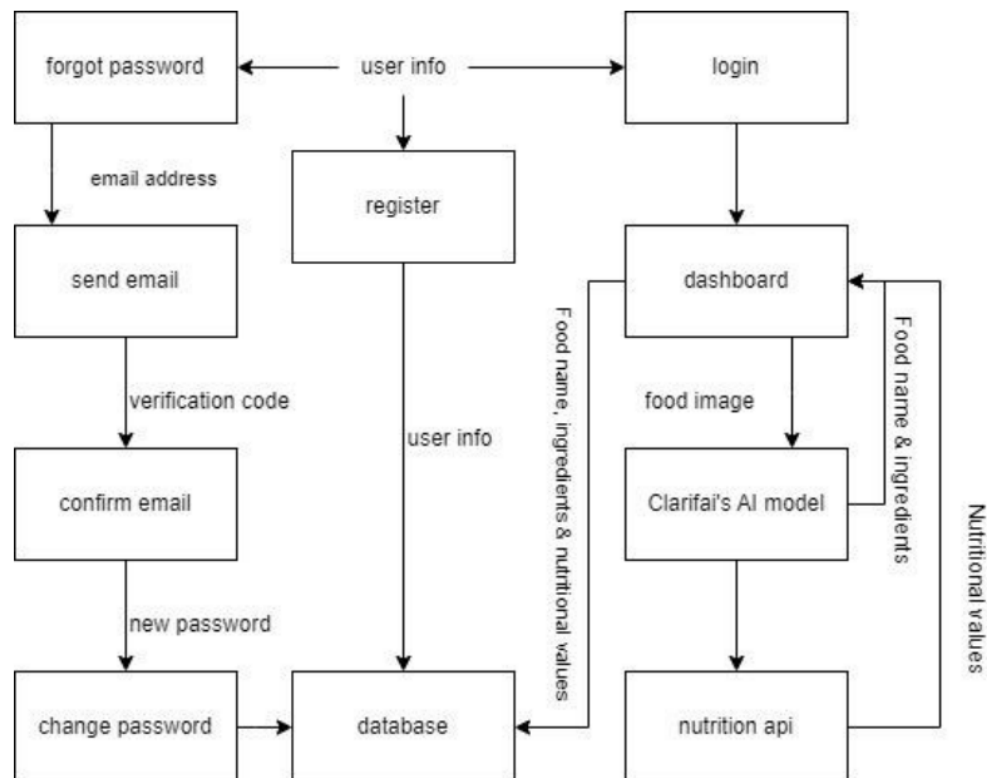 forgot password
user info
login
email address
register
send email
dashboard
Food name, ingredients & nutritional values
Food name & ingredients
verification code
food image
user info
confirm email
Clarifai's AI model
Nutritional values
new password
change password
database
nutrition api